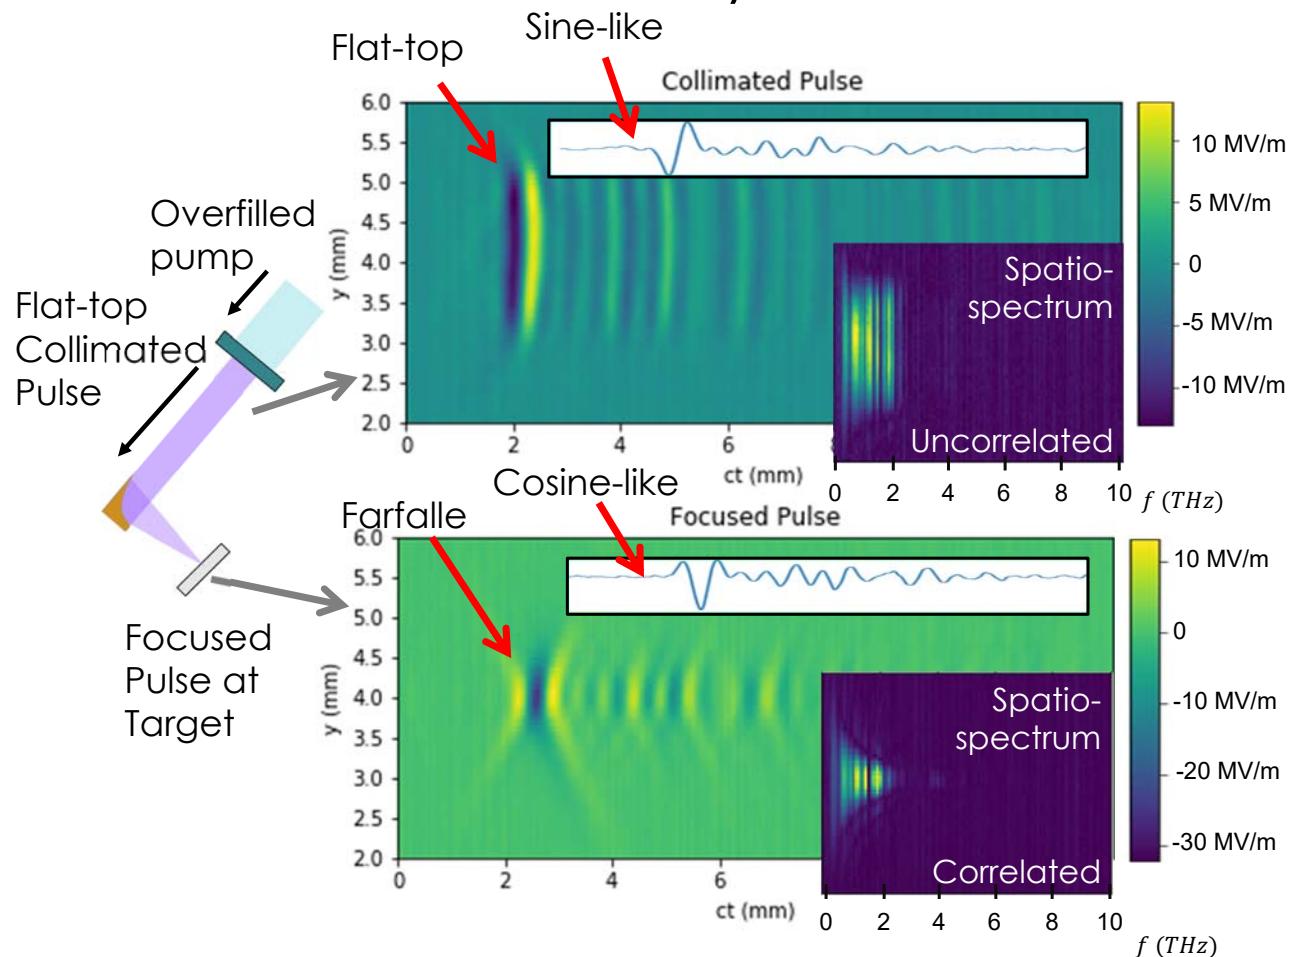 Sine-like
Flat-top
Collimated Pulse
6.0
5.5
5.0
4.5
4.0
3.5
3.0
2.5
2.0
y (mm)
0
2
4
6
ct (mm)
10 MV/m
5 MV/m
0
-5 MV/m
-10 MV/m
Spatio-
spectrum
Uncorrelated
0
2
4
6
8
10
f (THz)
Overfilled
pump
Flat-top
Collimated
Pulse
Focused
Pulse at
Target
Cosine-like
Farfalle
Focused Pulse
6.0
5.5
5.0
4.5
4.0
3.5
3.0
2.5
2.0
y (mm)
0
2
4
6
ct (mm)
10 MV/m
0
-10 MV/m
-20 MV/m
-30 MV/m
Spatio-
spectrum
Correlated
0
2
4
6
8
10
f (THz)